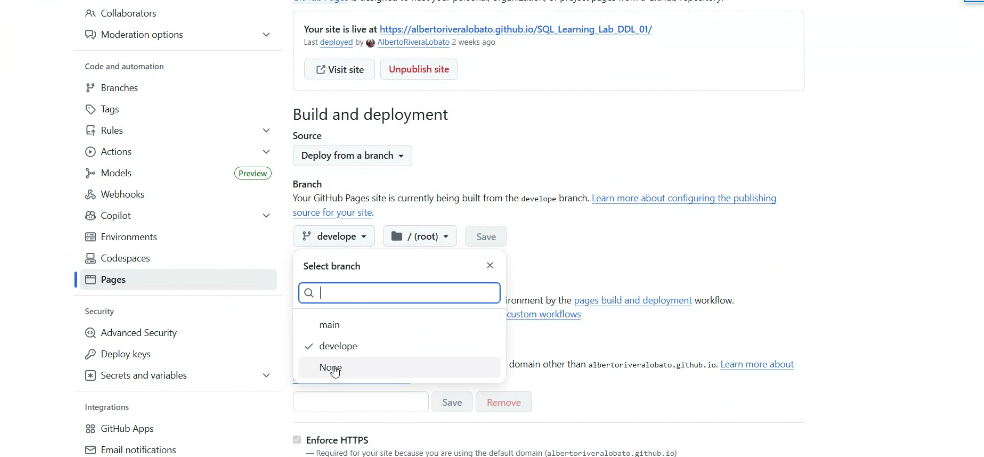 Collaborators
Moderation options
Code and automation
Branches
Tags
Rules
Actions
Models Preview
Webhooks
Copilot
Environments
Codespaces
Pages
Security
Advanced Security
Deploy keys
Secrets and variables
Integrations
GitHub Apps
Email notifications
Your site is live at https://albertoriveralobato.github.io/SQL_Learning_Lab_DDL_01/
Last deployed by AlbertoRiveraLobato 2 weeks ago
Visit site Unpublish site
Build and deployment
Source
Deploy from a branch
Branch
Your GitHub Pages site is currently being built from the develope branch. Learn more about configuring the publishing
source for your site.
develope / (root) Save
Select branch
main
develope
None
ironment by the pages build and deployment workflow.
custom workflows
domain other than albertoriveralobato.github.io. Learn more about
Save Remove
Enforce HTTPS
— Required for your site because you are using the default domain (albertoriveralobato.github.io)